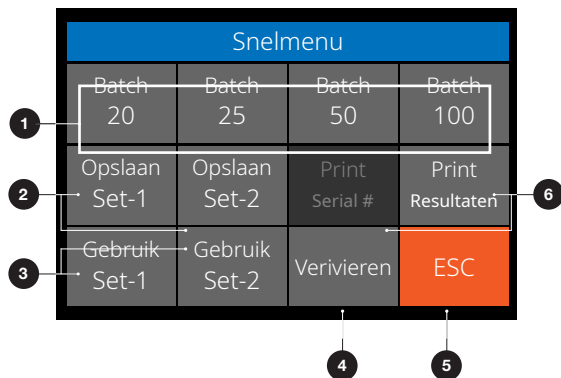 Snelmenu
Batch Batch Batch Batch
20 25 50 100
1
Opslaan Opslaan Print Print
Set-1 Set-2 Serial # Resultaten
2 6
Gebruik Gebruik Verivieren ESC
Set-1 Set-2
3
4 5